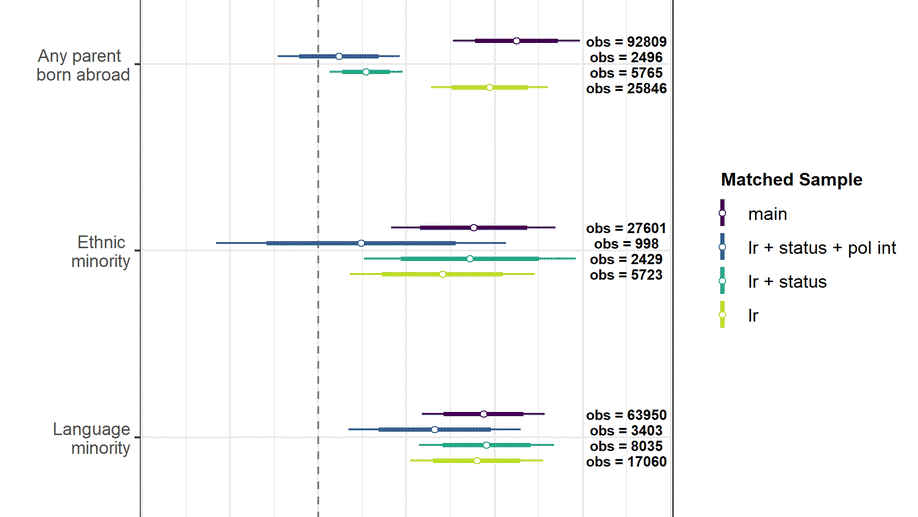 Any parent
born abroad
obs = 92809
obs = 2496
obs = 5765
obs = 25846
Ethnic
minority
obs = 27601
obs = 998
obs = 2429
obs = 5723
Language
minority
obs = 63950
obs = 3403
obs = 8035
obs = 17060
Matched Sample
main
lr + status + pol int
lr + status
lr